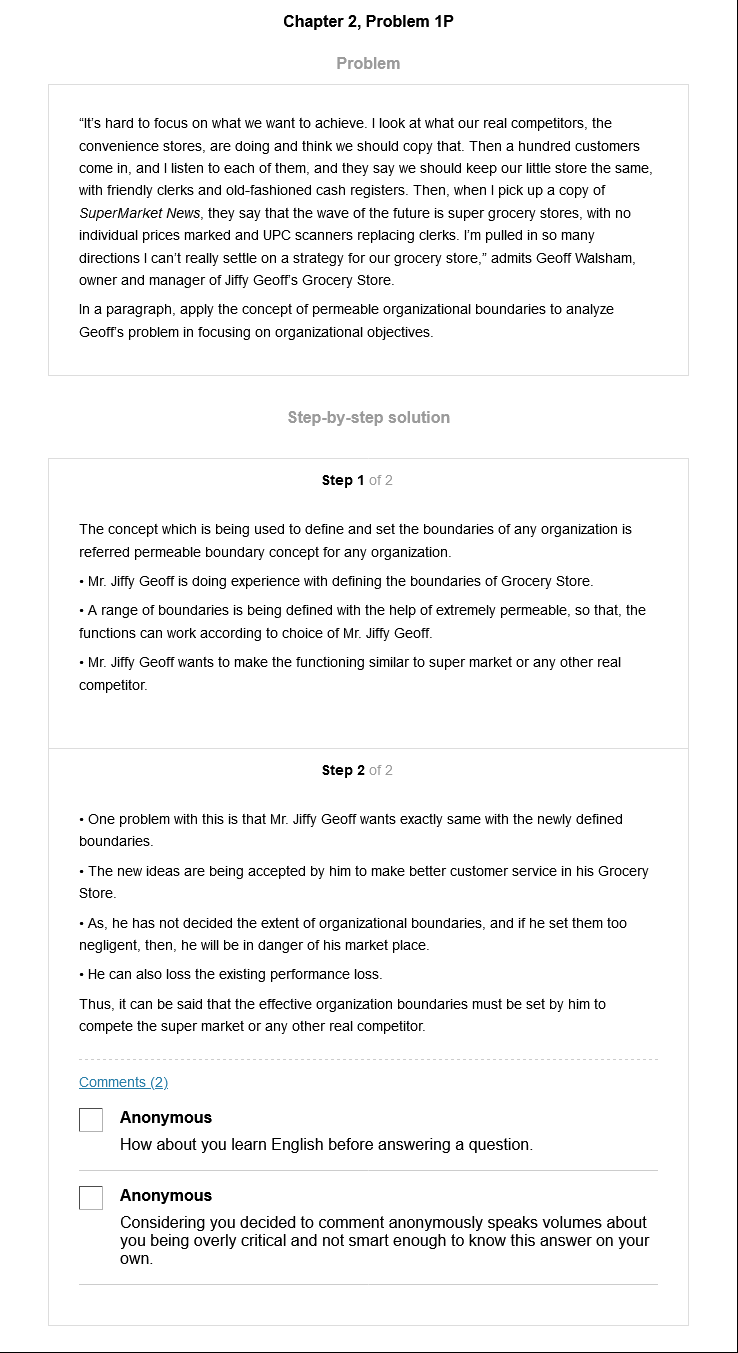 Chapter 2, Problem 1P
Problem
“It’s hard to focus on what we want to achieve. I look at what our real competitors, the
convenience stores, are doing and think we should copy that. Then a hundred customers
come in, and I listen to each of them, and they say we should keep our little store the same,
with friendly clerks and old-fashioned cash registers. Then, when I pick up a copy of
SuperMarket News, they say that the wave of the future is super grocery stores, with no
individual prices marked and UPC scanners replacing clerks. I’m pulled in so many
directions I can’t really settle on a strategy for our grocery store,” admits Geoff Walsham,
owner and manager of Jiffy Geoff’s Grocery Store.
In a paragraph, apply the concept of permeable organizational boundaries to analyze
Geoff’s problem in focusing on organizational objectives.
Step-by-step solution
Step 1 of 2
The concept which is being used to define and set the boundaries of any organization is
referred permeable boundary concept for any organization.
• Mr. Jiffy Geoff is doing experience with defining the boundaries of Grocery Store.
• A range of boundaries is being defined with the help of extremely permeable, so that, the
functions can work according to choice of Mr. Jiffy Geoff.
• Mr. Jiffy Geoff wants to make the functioning similar to super market or any other real
competitor.
Step 2 of 2
• One problem with this is that Mr. Jiffy Geoff wants exactly same with the newly defined
boundaries.
• The new ideas are being accepted by him to make better customer service in his Grocery
Store.
• As, he has not decided the extent of organizational boundaries, and if he set them too
negligent, then, he will be in danger of his market place.
• He can also loss the existing performance loss.
Thus, it can be said that the effective organization boundaries must be set by him to
compete the super market or any other real competitor.
Comments (2)
Anonymous
How about you learn English before answering a question.
Anonymous
Considering you decided to comment anonymously speaks volumes about
you being overly critical and not smart enough to know this answer on your
own.